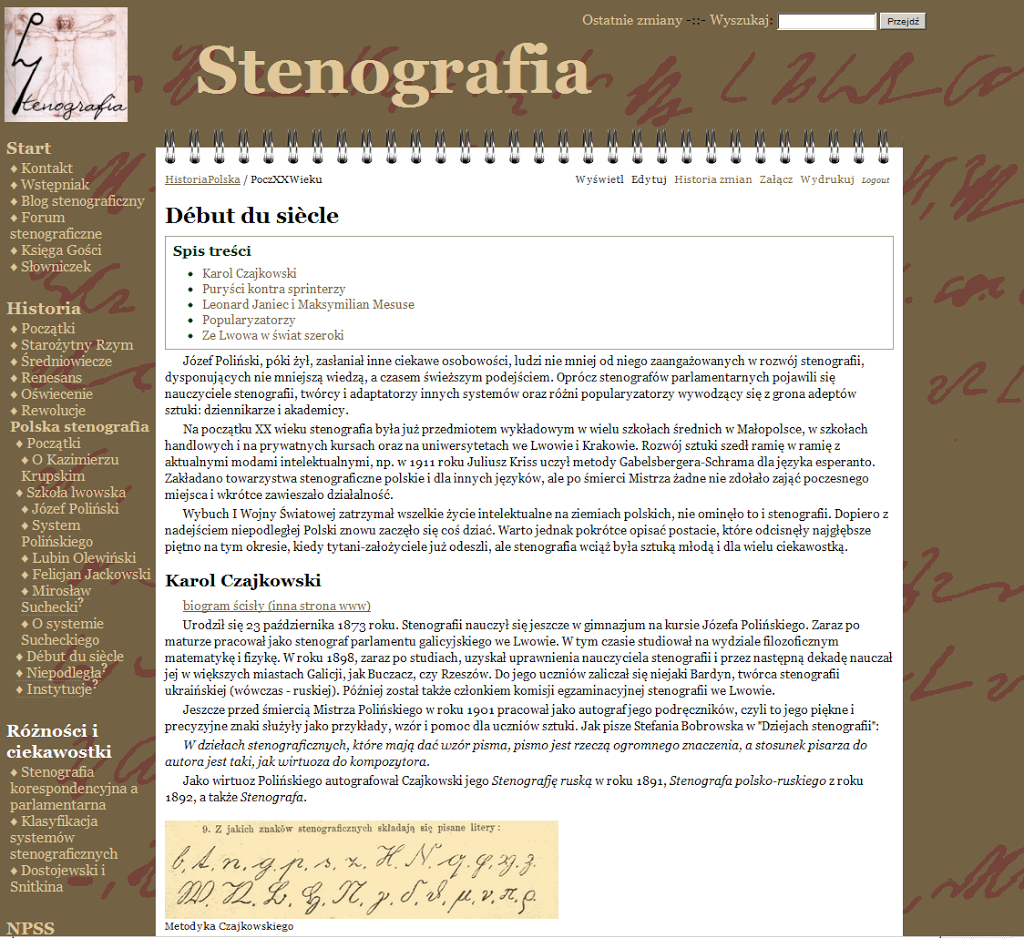 tenografia
Ostatnie zmiany -::- Wyszukaj: Przejdź
Stenografia
Start
♦ Kontakt
♦ Wstępniak
♦ Blog stenograficzny
♦ Forum
stenograficzne
♦ Księga Gości
♦ Słowniczek
Historia
♦ Początki
♦ Starożytny Rzym
♦ Średniowiecze
♦ Renesans
♦ Oświecenie
♦ Rewolucje
Polska stenografia
♦ Początki
♦ O Kazimierzu
Krupskim
♦ Szkoła lwowska
♦ Józef Poliński
♦ System
Polińskiego
♦ Lubin Olewiński
♦ Felicjan Jackowski
♦ Mirosław
Suchecki?
♦ O systemie
Sucheckiego
♦ Début du siècle
♦ Niepodległa?
♦ Instytucje?
Różności i
ciekawostki
♦ Stenografia
korespondencyjna a
parlamentarna
♦ Klasyfikacja
systemów
stenograficznych
♦ Dostojewski i
Snitkina
NPSS
HistoriaPolska / PoczXXWieku
Wyświetl Edytuj Historia zmian Załącz Wydrukuj Logout
Début du siècle
Spis treści
• Karol Czajkowski
• Puryści kontra sprinterzy
• Leonard Janiec i Maksymilian Mesuse
• Popularyzatorzy
• Ze Lwowa w świat szeroki
Józef Poliński, póki żył, zasłaniał inne ciekawe osobowości, ludzi nie mniej od niego zaangażowanych w rozwój stenografii,
dysponujących nie mniejszą wiedzą, a czasem świeższym podejściem. Oprócz stenografów parlamentarnych pojawili się
nauczyciele stenografii, twórcy i adaptatorzy innych systemów oraz różni popularyzatorzy wywodzący się z grona adeptów
sztuki: dziennikarze i akademicy.
Na początku XX wieku stenografia była już przedmiotem wykładowym w wielu szkołach średnich w Małopolsce, w szkołach
handlowych i na prywatnych kursach oraz na uniwersytetach we Lwowie i Krakowie. Rozwój sztuki szedł ramię w ramię z
aktualnymi modami intelektualnymi, np. w 1911 roku Juliusz Kriss uczył metody Gabelsbergera-Schrama dla języka esperanto.
Zakładano towarzystwa stenograficzne polskie i dla innych języków, ale po śmierci Mistrza żadne nie zdołało zająć poczesnego
miejsca i wkrótce zawieszało działalność.
Wybuch I Wojny Światowej zatrzymał wszelkie życie intelektualne na ziemiach polskich, nie ominęło to i stenografii. Dopiero z
nadejściem niepodległej Polski znowu zaczęło się coś dziać. Warto jednak pokrótce opisać postacie, które odcisnęły najgłębsze
piętno na tym okresie, kiedy tytani-założyciele już odeszli, ale stenografia wciąż była sztuką młodą i dla wielu ciekawostką.
Karol Czajkowski
biogram ścisły (inna strona www)
Urodził się 23 października 1873 roku. Stenografii nauczył się jeszcze w gimnazjum na kursie Józefa Polińskiego. Zaraz po
maturze pracował jako stenograf parlamentu galicyjskiego we Lwowie. W tym czasie studiował na wydziale filozoficznym
matematykę i fizykę. W roku 1898, zaraz po studiach, uzyskał uprawnienia nauczyciela stenografii i przez następną dekadę nauczał
jej w większych miastach Galicji, jak Buczacz, czy Rzeszów. Do jego uczniów zaliczał się niejaki Bardyn, twórca stenografii
ukraińskiej (wówczas - ruskiej). Później został także członkiem komisji egzaminacyjnej stenografii we Lwowie.
Jeszcze przed śmiercią Mistrza Polińskiego w roku 1901 pracował jako autograf jego podręczników, czyli to jego piękne i
precyzyjne znaki służyły jako przykłady, wzór i pomoc dla uczniów sztuki. Jak pisze Stefania Bobrowska w "Dziejach stenografii":
W dziełach stenograficznych, które mają dać wzór pisma, pismo jest rzeczą ogromnego znaczenia, a stosunek pisarza do
autora jest taki, jak wirtuoza do kompozytora.
Jako wirtuoz Polińskiego autografował Czajkowski jego Stenografię ruską w roku 1891, Stenografa polsko-ruskiego z roku
1892, a także Stenografa.
9. Z jakich znaków stenograficznych składają się pisane litery:
b, t, n, g, p, s, z, H, N, q, φ, xg, z.
Metodyka Czajkowskiego